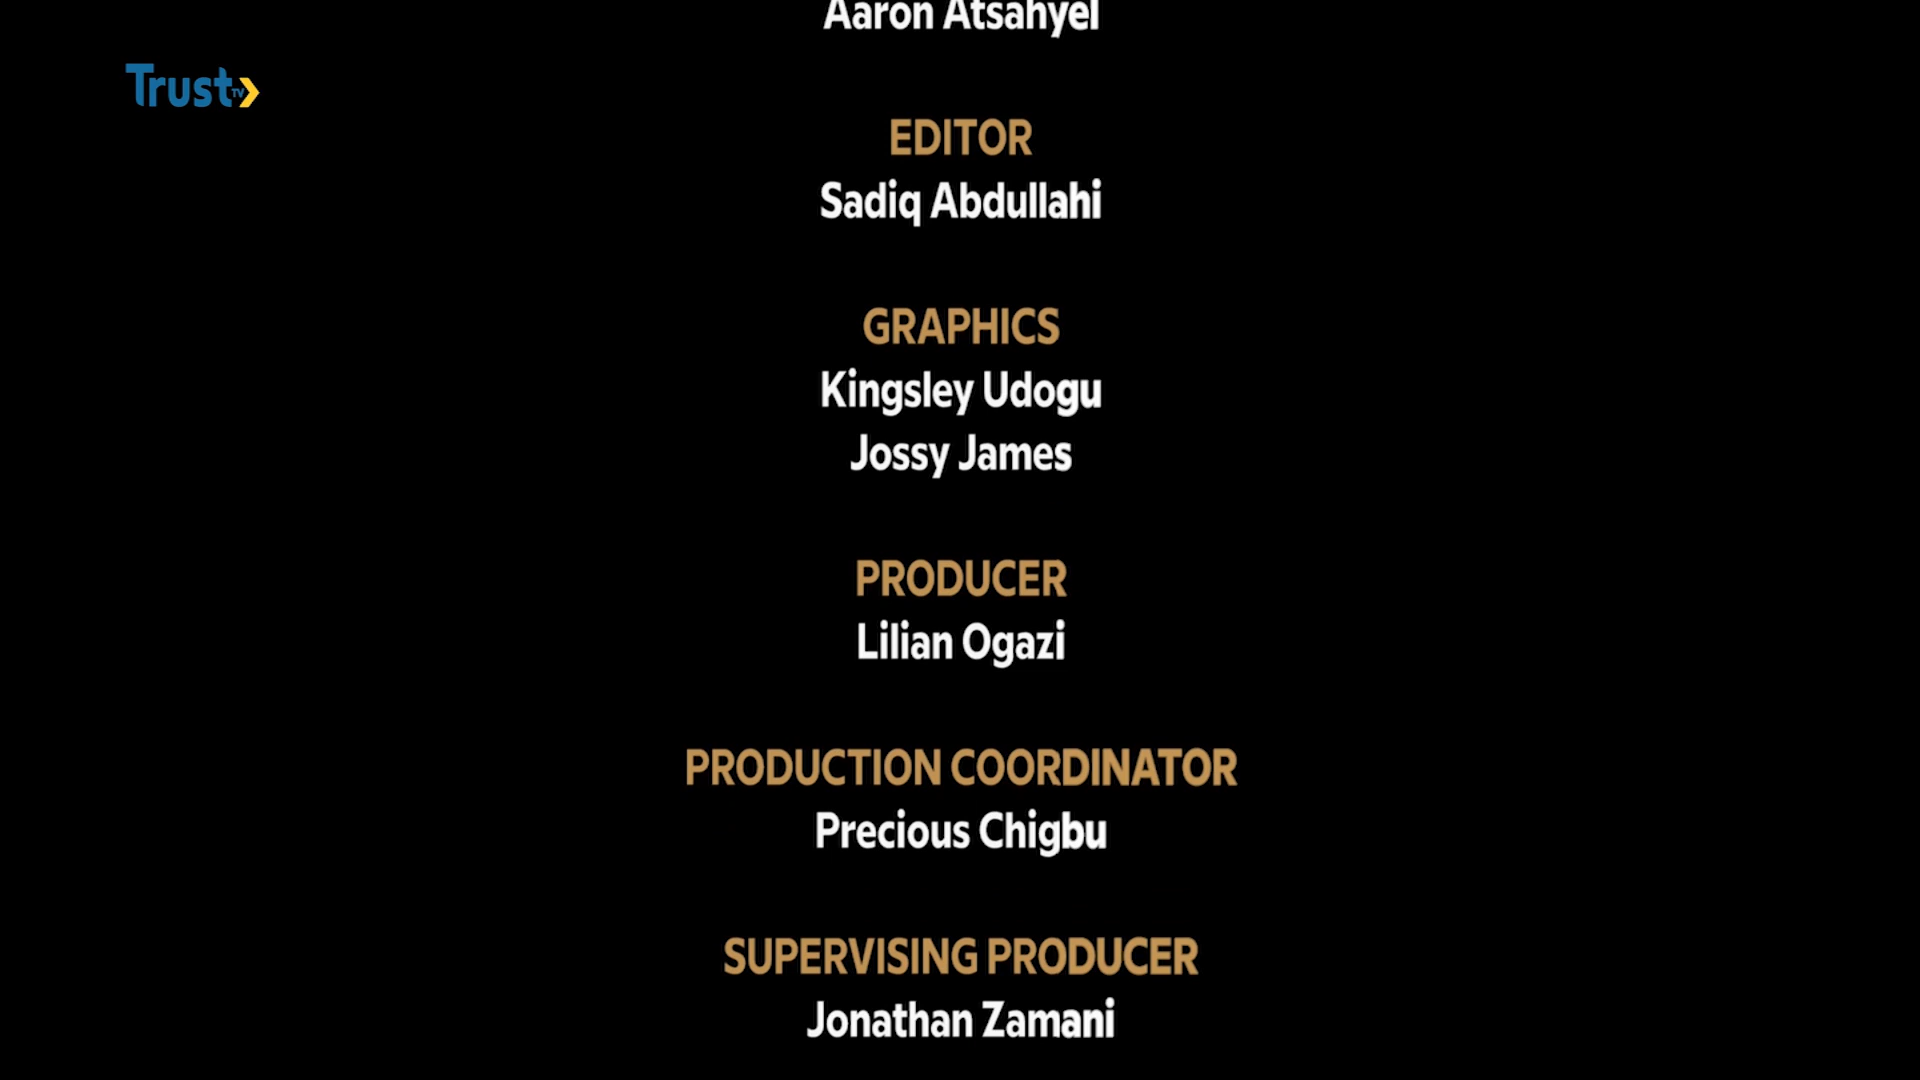 Aaron Atsahyel
Trust TV
EDITOR
Sadiq Abdullahi
GRAPHICS
Kingsley Udogu
Jossy James
PRODUCER
Lilian Ogazi
PRODUCTION COORDINATOR
Precious Chigbu
SUPERVISING PRODUCER
Jonathan Zamani